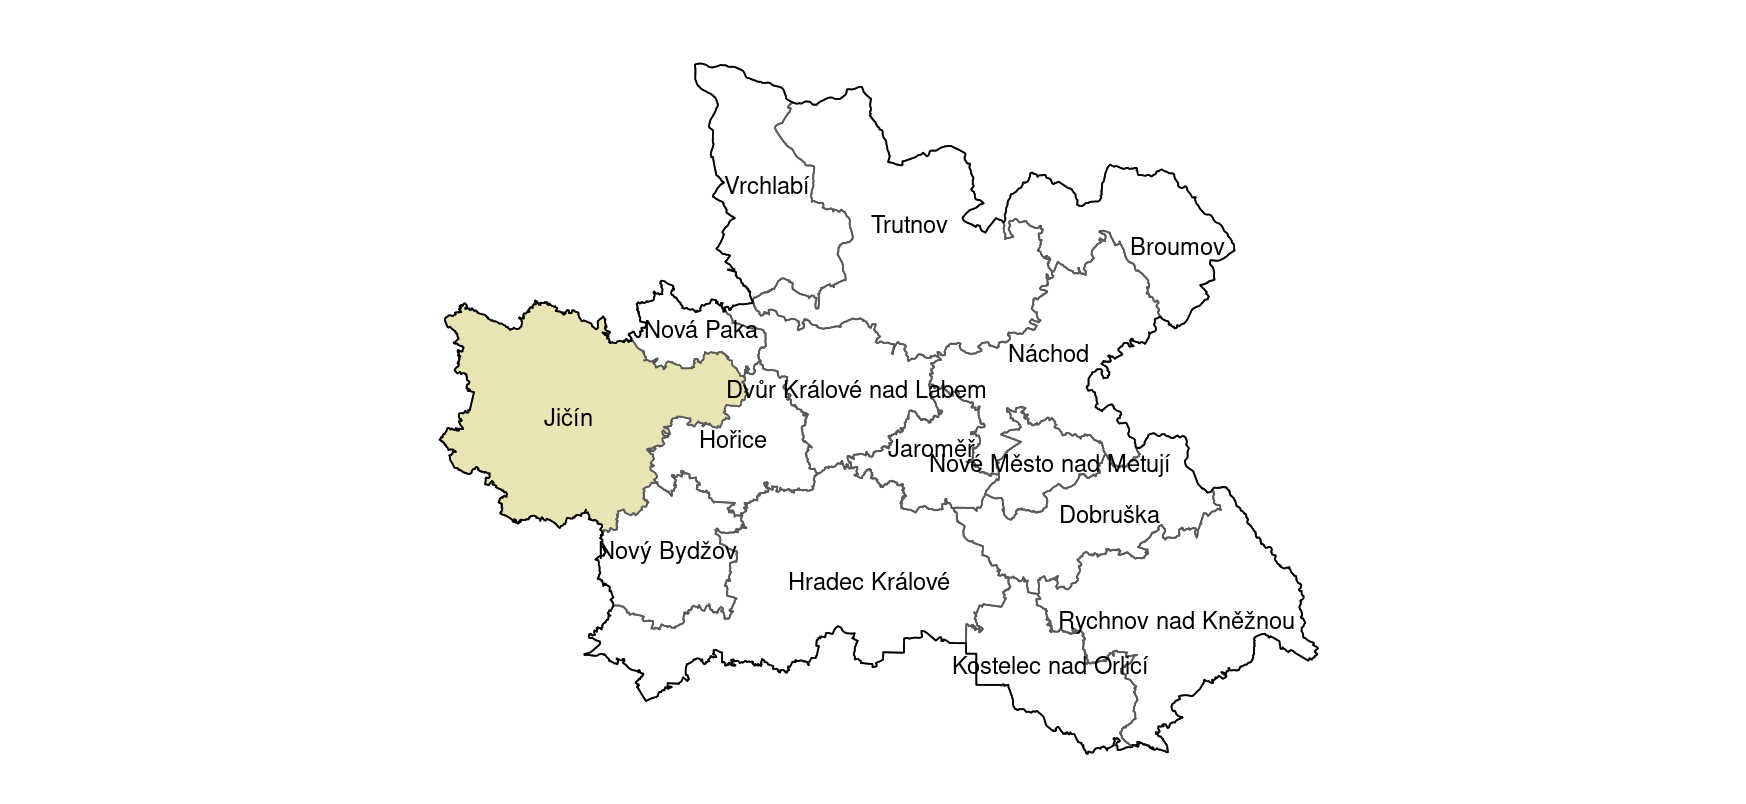 Vrchlabí
Trutnov
Broumov
Nová Paka
Náchod
Dvůr Králové nad Labem
Jičín
Hořice
Jaroměř
Nové Město nad Metují
Dobruška
Nový Bydžov
Hradec Králové
Rychnov nad Kněžnou
Kostelec nad Orlicí